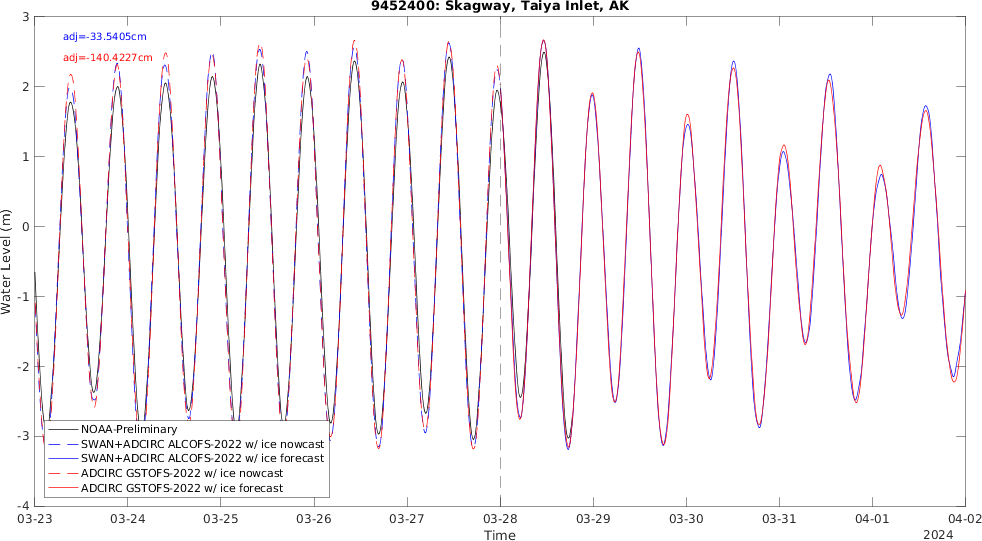 9452400: Skagway, Taiya Inlet, AK
adj=-33.5405cm
adj=-140.4227cm
3
2
1
0
-1
-2
-3
-4
Water Level (m)
NOAA-Preliminary
SWAN+ADCIRC ALCOFS-2022 w/ ice nowcast
SWAN+ADCIRC ALCOFS-2022 w/ ice forecast
ADCIRC GSTOFS-2022 w/ ice nowcast
ADCIRC GSTOFS-2022 w/ ice forecast
03-23 03-24 03-25 03-26 03-27 03-28 03-29 03-30 03-31 04-01 04-02
Time
2024